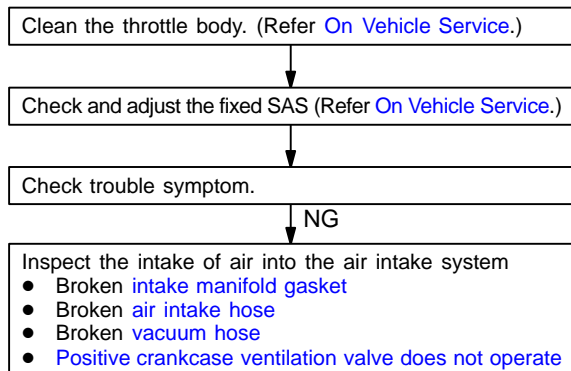 Clean the throttle body. (Refer On Vehicle Service.)
Check and adjust the fixed SAS (Refer On Vehicle Service.)
Check trouble symptom.
NG
Inspect the intake of air into the air intake system
● Broken intake manifold gasket
● Broken air intake hose
● Broken vacuum hose
● Positive crankcase ventilation valve does not operate